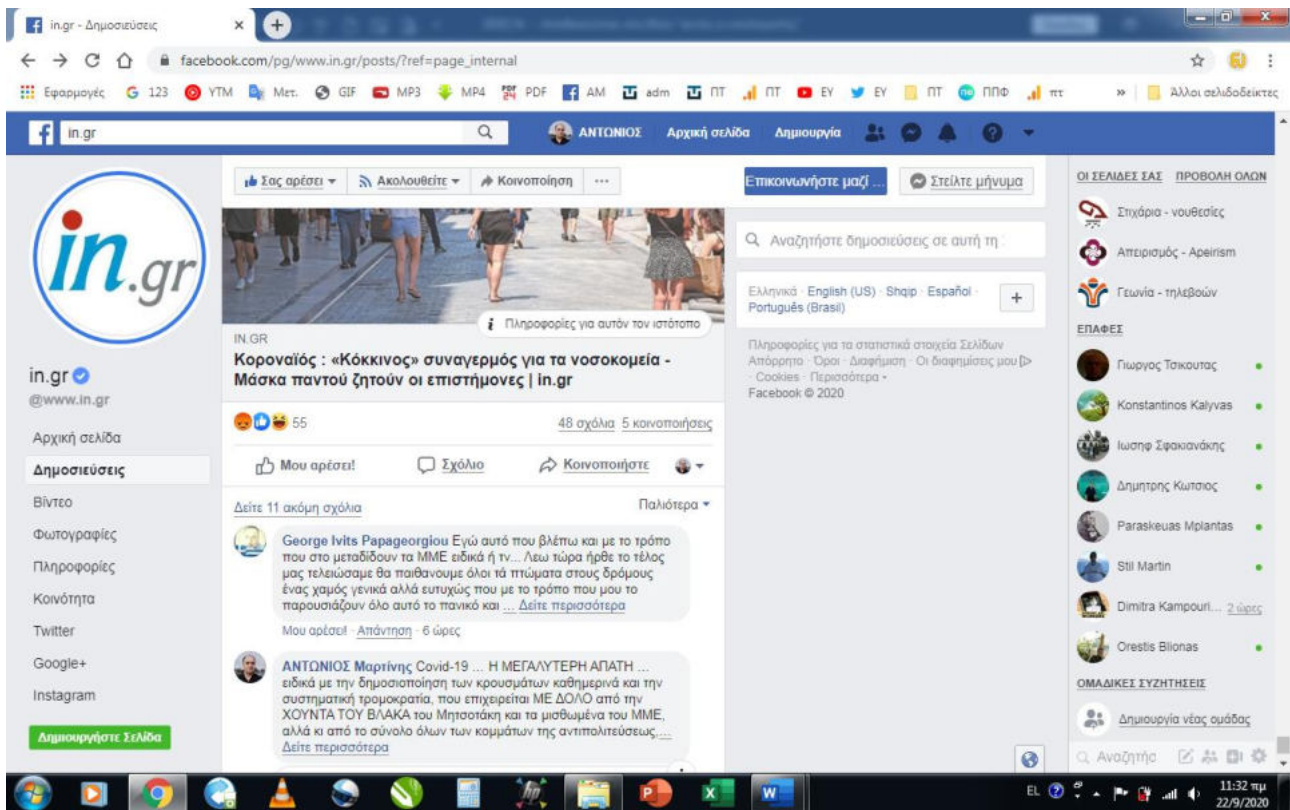 in.gr - Δημοσιεύσεις
facebook.com/pg/www.in.gr/posts/?ref=page_internal
Εφαρμογές 123 YTM Μετ. GIF MP3 MP4 PDF AM adm ΠΤ ΠΤ ΕΥ ΕΥ ΠΤ ΠΠΦ πτ » Άλλοι σελιδοδείκτες
in.gr ΑΝΤΩΝΙΟΣ Αρχική σελίδα Δημιουργία
in.gr
in.gr
@www.in.gr
Αρχική σελίδα
Δημοσιεύσεις
Βίντεο
Φωτογραφίες
Πληροφορίες
Κοινότητα
Twitter
Google+
Instagram
Δημιουργήστε Σελίδα
Σας αρέσει Ακολουθείτε Κοινοποίηση ...
Επικοινωνήστε μαζί ... Στείλτε μήνυμα
Πληροφορίες για αυτόν τον ιστότοπο
IN.GR
Κοροναϊός : «Κόκκινος» συναγερμός για τα νοσοκομεία -
Μάσκα παντού ζητούν οι επιστήμονες | in.gr
55 48 σχόλια 5 κοινοποιήσεις
Μου αρέσει! Σχόλιο Κοινοποιήστε
Δείτε 11 ακόμη σχόλια Παλιότερα
George Ivits Papageorgiou Εγώ αυτό που βλέπω και με το τρόπο
που στο μεταδίδουν τα ΜΜΕ ειδικά ή τν... Λεω τώρα ήρθε το τέλος
μας τελειώσαμε θα παιθανουμε όλοι τά πτώματα στους δρόμους
ένας χαμός γενικά αλλά ευτυχώς που με το τρόπο που μου το
παρουσιάζουν όλο αυτό το πανικό και ... Δείτε περισσότερα
Μου αρέσει! · Απάντηση · 6 ώρες
ΑΝΤΩΝΙΟΣ Μαρτίνης Covid-19 ... Η ΜΕΓΑΛΥΤΕΡΗ ΑΠΑΤΗ ...
ειδικά με την δημοσιοποίηση των κρουσμάτων καθημερινά και την
συστηματική τρομοκρατία, που επιχειρείται ΜΕ ΔΟΛΟ από την
ΧΟΥΝΤΑ ΤΟΥ ΒΛΑΚΑ του Μητσοτάκη και τα μισθωμένα του ΜΜΕ,
αλλά κι από το σύνολο όλων των κομμάτων της αντιπολιτεύσεως,...
Δείτε περισσότερα
Αναζητήστε δημοσιεύσεις σε αυτή τη
Ελληνικά · English (US) · Shqip · Español ·
Português (Brasil)
Πληροφορίες για τα στατιστικά στοιχεία Σελίδων
Απόρρητο · Όροι · Διαφήμιση · Οι διαφημίσεις μου
· Cookies · Περισσότερα
Facebook © 2020
ΟΙ ΣΕΛΙΔΕΣ ΣΑΣ ΠΡΟΒΟΛΗ ΟΛΩΝ
Στιχάρια - νουθεσίες
Απειρισμός - Apeirism
Γεωνία - τηλεβοών
ΕΠΑΦΕΣ
Γιωργος Τσικουτας
Konstantinos Kalyvas
Ιωσηφ Σφακιανάκης
Δημητρης Κωτσιος
Paraskeuas Mplantas
Stil Martin
Dimitra Kampouri... 2 ώρες
Orestis Blionas
ΟΜΑΔΙΚΕΣ ΣΥΖΗΤΗΣΕΙΣ
Δημιουργία νέας ομάδας
Αναζητής
EL 11:32 πμ
22/9/2020